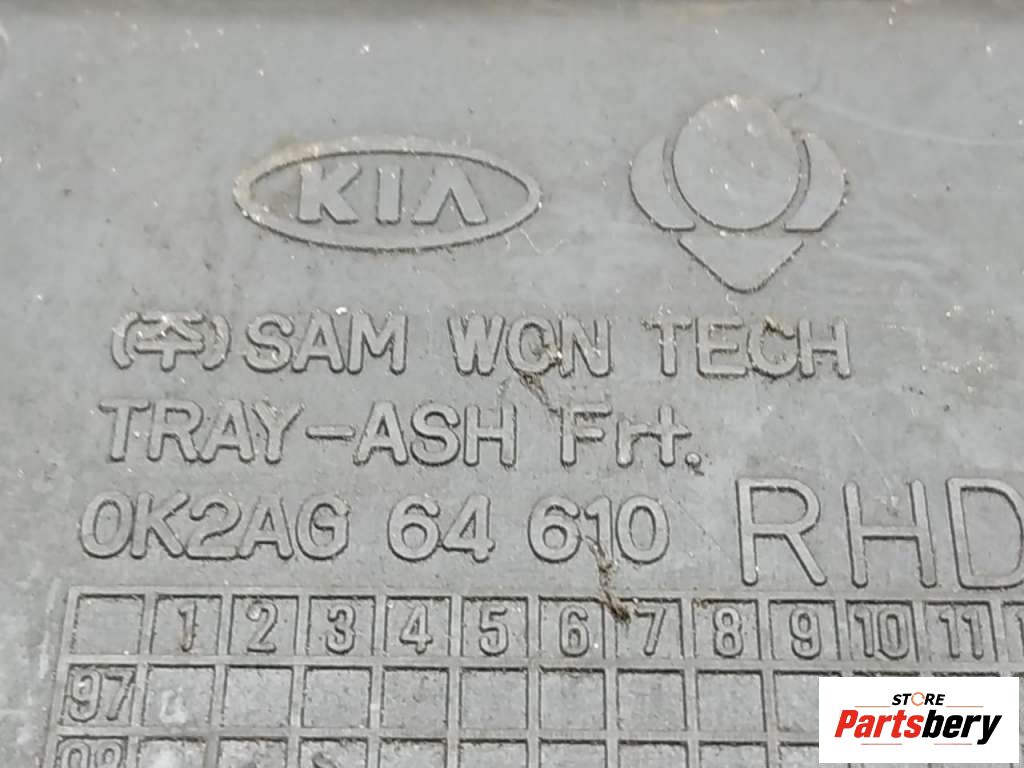 KIA
(주) SAM WON TECH
TRAY-ASH Frt.
0K2AG 64 610 RHD
1 2 3 4 5 6 7 8 9 10 11
97
98
STORE
Partsbery